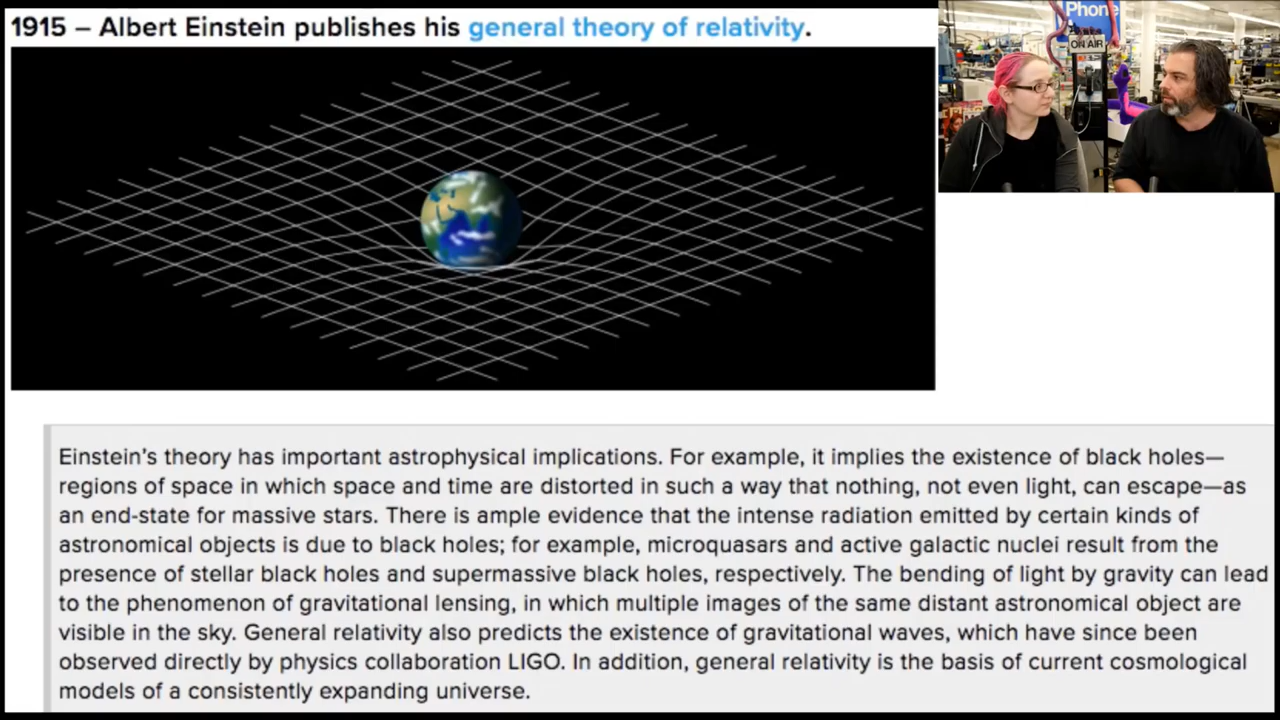 1915 – Albert Einstein publishes his general theory of relativity.
Phone
ON AIR
Einstein's theory has important astrophysical implications. For example, it implies the existence of black holes—
regions of space in which space and time are distorted in such a way that nothing, not even light, can escape—as
an end-state for massive stars. There is ample evidence that the intense radiation emitted by certain kinds of
astronomical objects is due to black holes; for example, microquasars and active galactic nuclei result from the
presence of stellar black holes and supermassive black holes, respectively. The bending of light by gravity can lead
to the phenomenon of gravitational lensing, in which multiple images of the same distant astronomical object are
visible in the sky. General relativity also predicts the existence of gravitational waves, which have since been
observed directly by physics collaboration LIGO. In addition, general relativity is the basis of current cosmological
models of a consistently expanding universe.